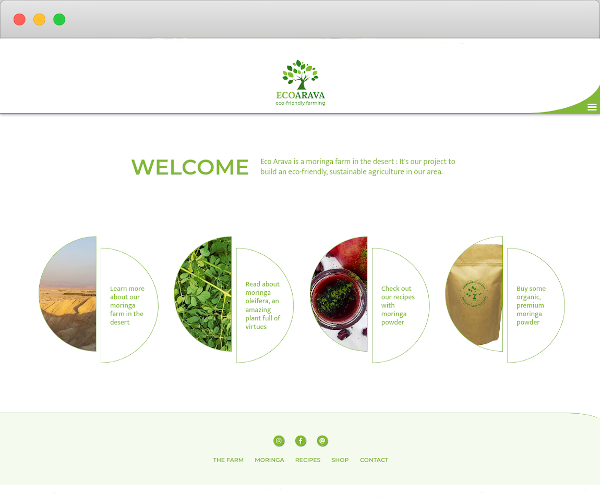 ECOARAVA
eco-friendly farming
WELCOME
Eco Arava is a moringa farm in the desert : It's our project to
build an eco-friendly, sustainable agriculture in our area.
Learn more
about our
moringa
farm in the
desert
Read about
moringa
oleifera, an
amazing
plant full of
virtues
Check out
our recipes
with
moringa
powder
Buy some
organic,
premium
moringa
powder
THE FARM MORINGA RECIPES SHOP CONTACT